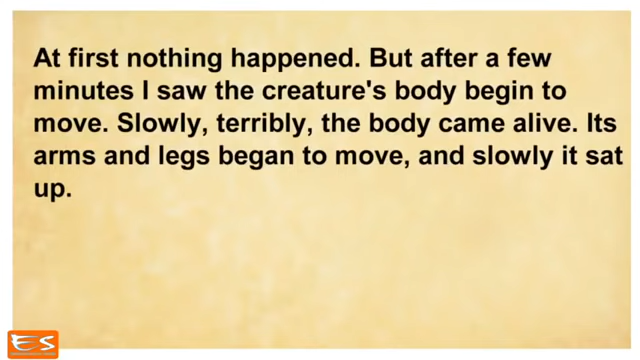 At first nothing happened. But after a few
minutes I saw the creature's body begin to
move. Slowly, terribly, the body came alive. Its
arms and legs began to move, and slowly it sat
up.
ES